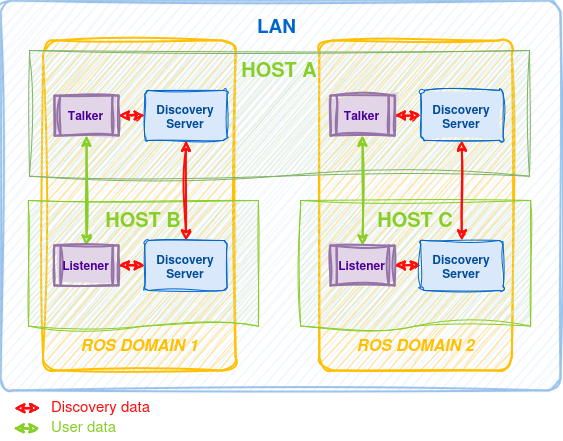 LAN
HOST A
Talker
Discovery
Server
Talker
Discovery
Server
HOST B
HOST C
Listener
Discovery
Server
Listener
Discovery
Server
ROS DOMAIN 1
ROS DOMAIN 2
Discovery data
User data